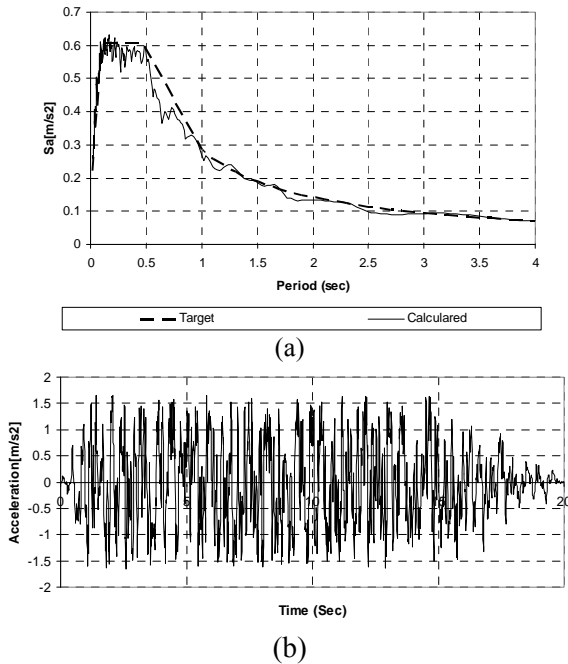 0.7
0.6
0.5
0.4
0.3
0.2
0.1
0
Sa[m/s2]
0 0.5 1 1.5 2 2.5 3 3.5 4
Period (sec)
Target Calculared
(a)
2
1.5
1
0.5
0
-0.5
-1
-1.5
-2
Acceleration[m/s2]
0 5 10 15 20
Time (Sec)
(b)